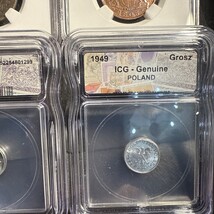 1949 Grosz
ICG - Genuine
POLAND